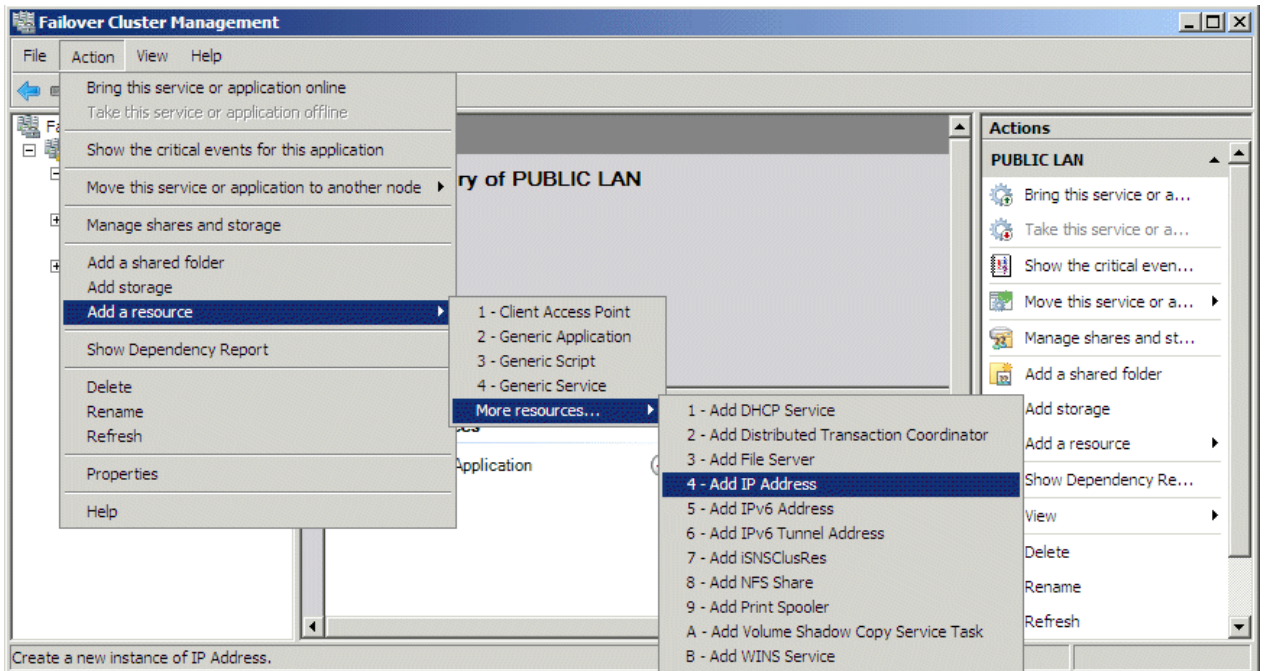 Failover Cluster Management
File Action View Help
Bring this service or application online
Take this service or application offline
Show the critical events for this application
Move this service or application to another node
Manage shares and storage
Add a shared folder
Add storage
Add a resource
Show Dependency Report
Delete
Rename
Refresh
Properties
Help
ry of PUBLIC LAN
Application
1 - Client Access Point
2 - Generic Application
3 - Generic Script
4 - Generic Service
More resources...
1 - Add DHCP Service
2 - Add Distributed Transaction Coordinator
3 - Add File Server
4 - Add IP Address
5 - Add IPv6 Address
6 - Add IPv6 Tunnel Address
7 - Add iSNSClusRes
8 - Add NFS Share
9 - Add Print Spooler
A - Add Volume Shadow Copy Service Task
B - Add WINS Service
Actions
PUBLIC LAN
Bring this service or a...
Take this service or a...
Show the critical even...
Move this service or a...
Manage shares and st...
Add a shared folder
Add storage
Add a resource
Show Dependency Re...
View
Delete
Rename
Refresh
Create a new instance of IP Address.